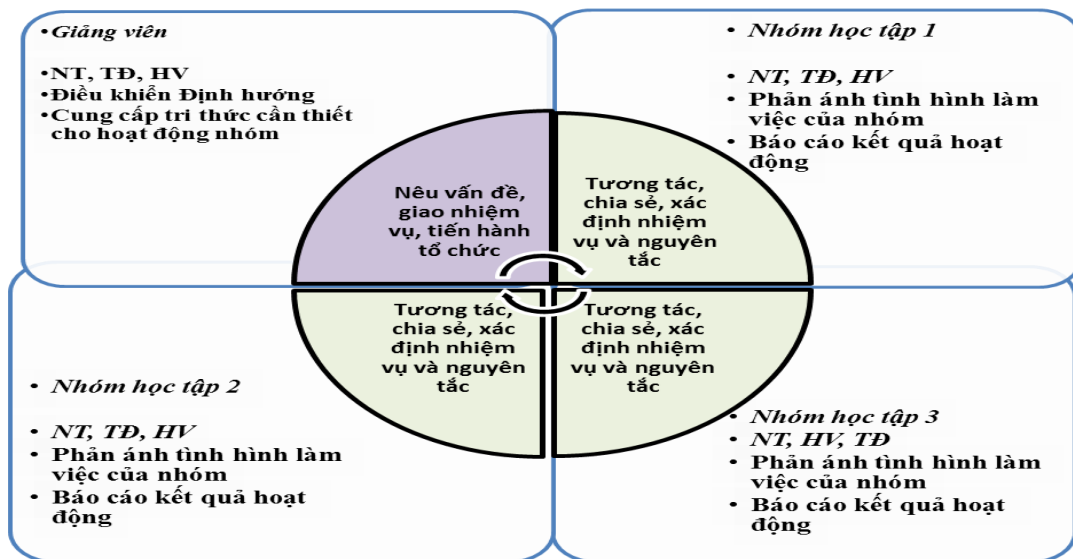 • Giảng viên
•NT, TĐ, HV
•Điều khiển Định hướng
•Cung cấp tri thức cần thiết
cho hoạt động nhóm
• Nhóm học tập 1
• NT, TĐ, HV
• Phản ánh tình hình làm
việc của nhóm
• Báo cáo kết quả hoạt
động
Nêu vấn đề,
giao nhiệm
vụ, tiến hành
tổ chức
Tương tác,
chia sẻ, xác
định nhiệm
vụ và nguyên
tắc
Tương tác,
chia sẻ, xác
định nhiệm
vụ và nguyên
tắc
Tương tác,
chia sẻ, xác
định nhiệm
vụ và nguyên
tắc
• Nhóm học tập 2
• NT, TĐ, HV
• Phản ánh tình hình làm
việc của nhóm
• Báo cáo kết quả hoạt
động
• Nhóm học tập 3
• NT, HV, TĐ
• Phản ánh tình hình làm
việc của nhóm
• Báo cáo kết quả hoạt
động